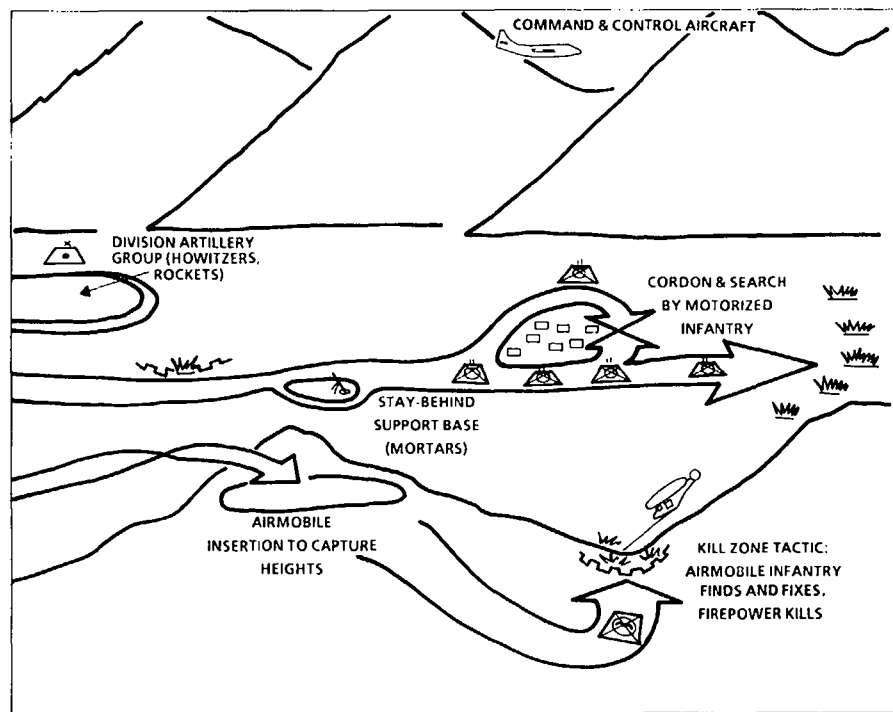 COMMAND & CONTROL AIRCRAFT
DIVISION ARTILLERY
GROUP (HOWITZERS,
ROCKETS)
CORDON & SEARCH
BY MOTORIZED
INFANTRY
STAY-BEHIND
SUPPORT BASE
(MORTARS)
AIRMOBILE
INSERTION TO CAPTURE
HEIGHTS
KILL ZONE TACTIC:
AIRMOBILE INFANTRY
FINDS AND FIXES,
FIREPOWER KILLS